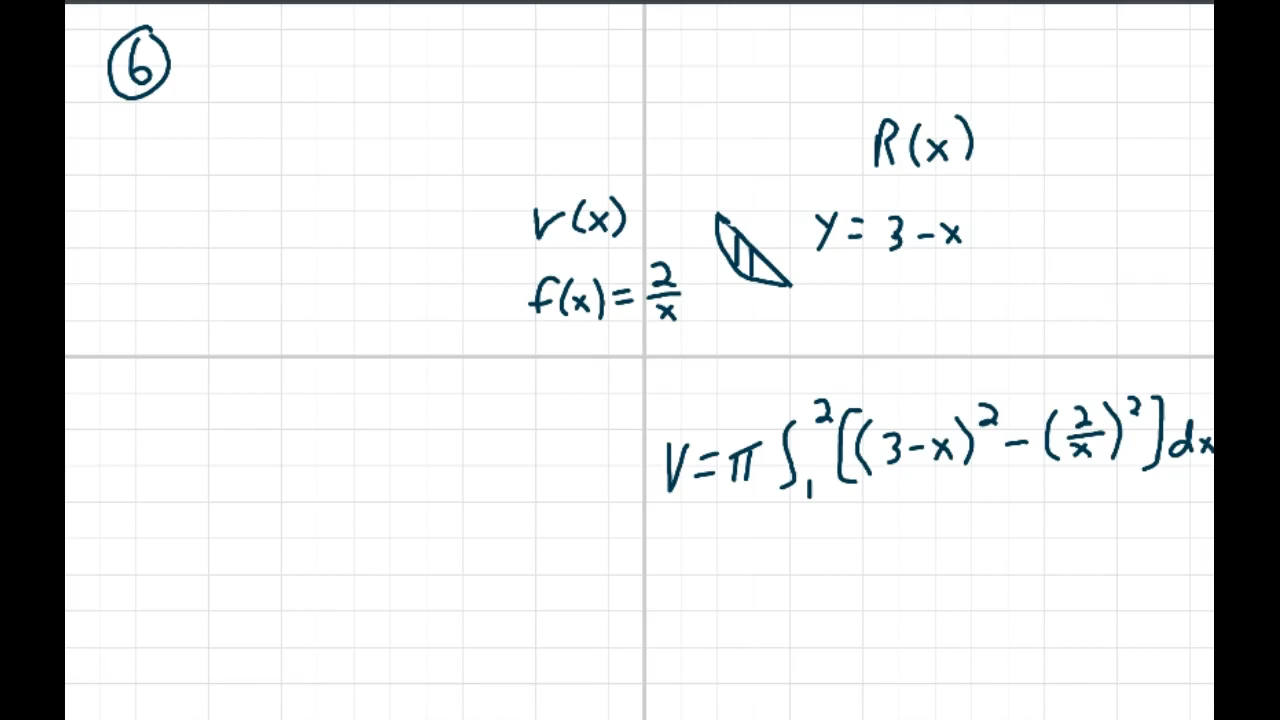 6
R(x)
r(x)
y = 3 - x
f(x) = 2/x
V = π ∫₁² [(3-x)² - (2/x)²] dx